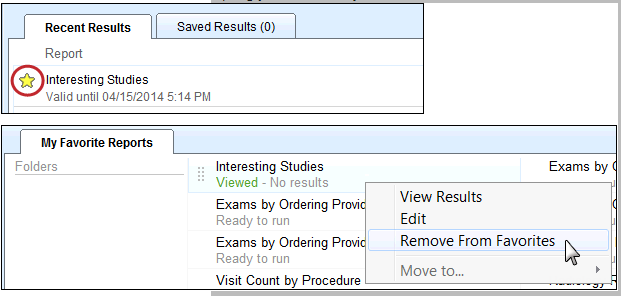 Recent Results
Saved Results (0)
Report
Interesting Studies
Valid until 04/15/2014 5:14 PM
My Favorite Reports
Folders
Interesting Studies
Viewed - No results
Exams by Ordering
Ready to run
Exams by Ordering
Ready to run
Visit Count by Procedure
Exams by
View Results
Edit
Remove From Favorites
Move to...